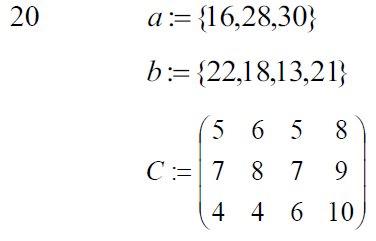 20 a := {16,28,30}
b := {22,18,13,21}
C := 
5 6 5 8
7 8 7 9
4 4 6 10